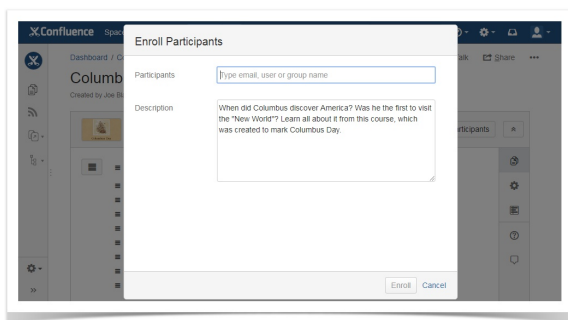 Confluence Spac
Enroll Participants
Dashboard / C
Share
Columb
Created by Joe Bl
Participants
Type email, user or group name
Description
When did Columbus discover America? Was he the first to visit
the "New World"? Learn all about it from this course, which
was created to mark Columbus Day.
rticipants
Enroll Cancel